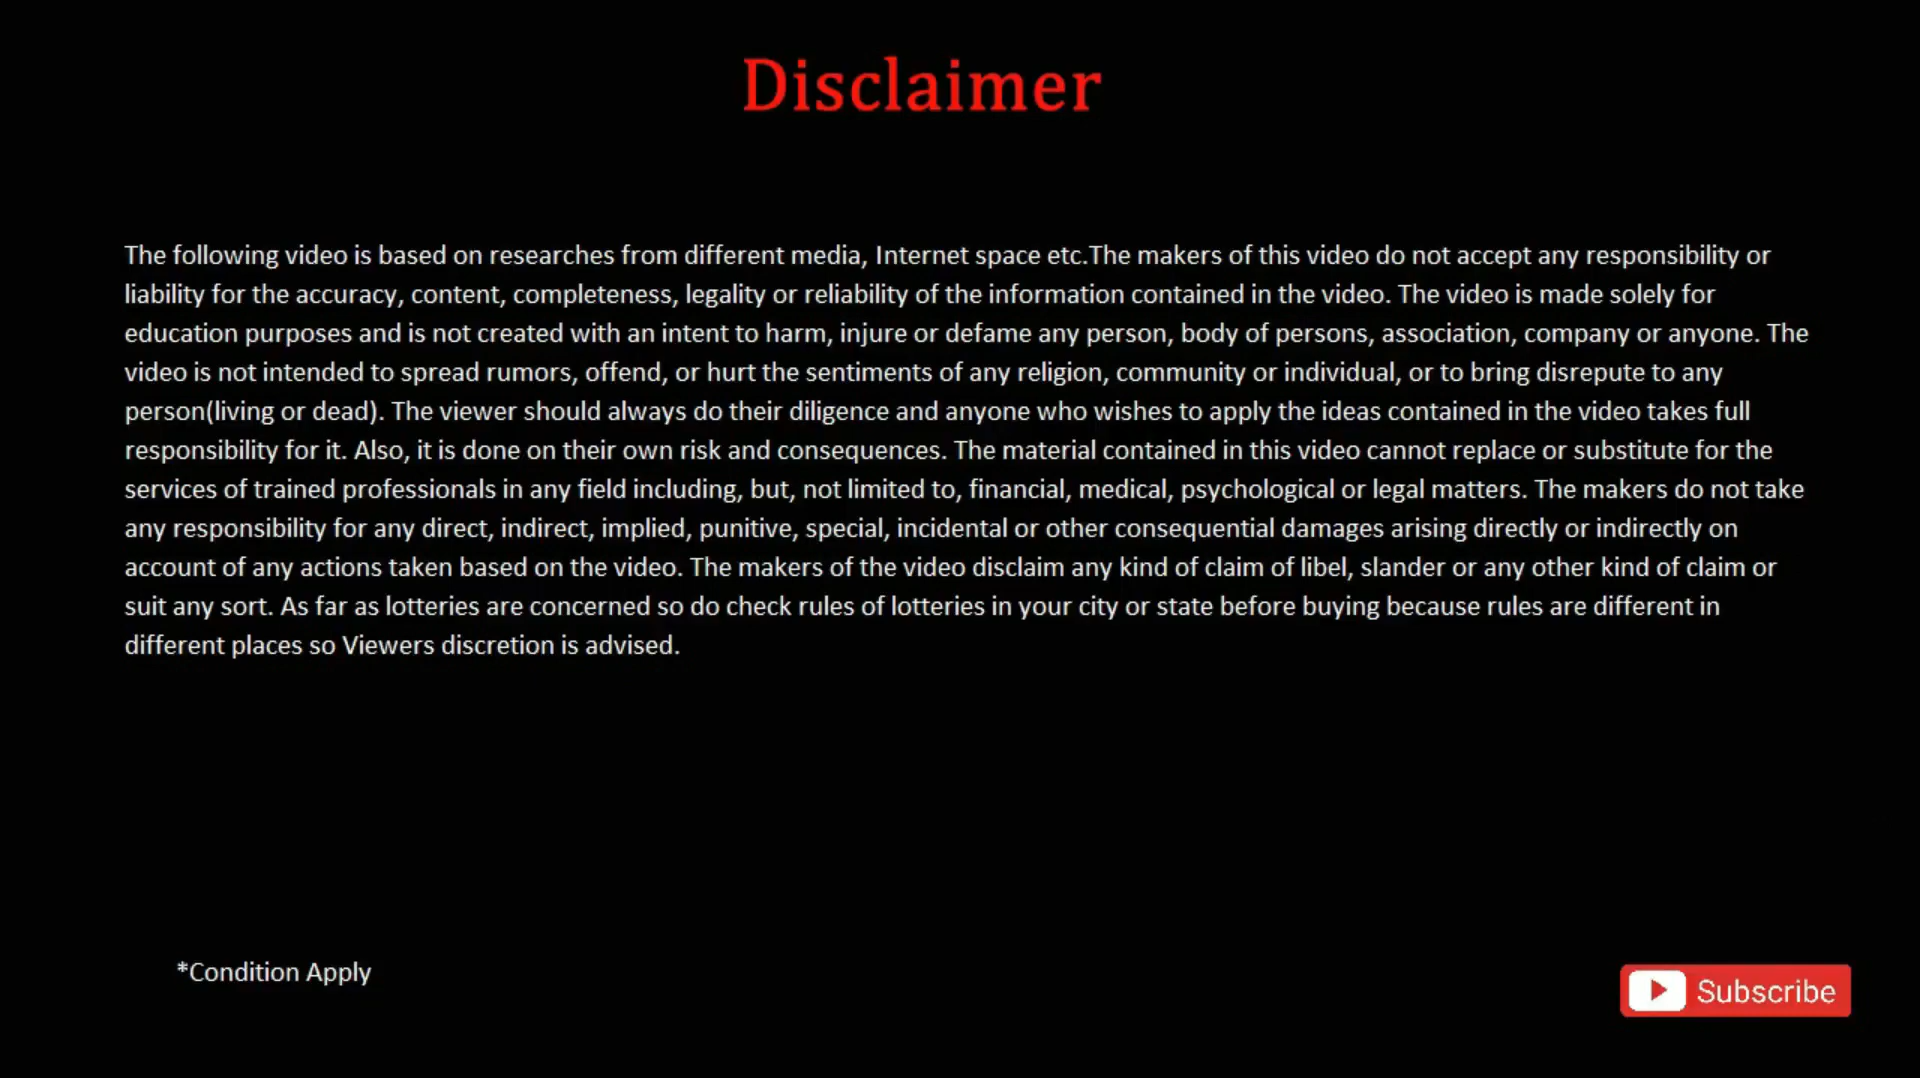 Disclaimer
The following video is based on researches from different media, Internet space etc.The makers of this video do not accept any responsibility or
liability for the accuracy, content, completeness, legality or reliability of the information contained in the video. The video is made solely for
education purposes and is not created with an intent to harm, injure or defame any person, body of persons, association, company or anyone. The
video is not intended to spread rumors, offend, or hurt the sentiments of any religion, community or individual, or to bring disrepute to any
person(living or dead). The viewer should always do their diligence and anyone who wishes to apply the ideas contained in the video takes full
responsibility for it. Also, it is done on their own risk and consequences. The material contained in this video cannot replace or substitute for the
services of trained professionals in any field including, but, not limited to, financial, medical, psychological or legal matters. The makers do not take
any responsibility for any direct, indirect, implied, punitive, special, incidental or other consequential damages arising directly or indirectly on
account of any actions taken based on the video. The makers of the video disclaim any kind of claim of libel, slander or any other kind of claim or
suit any sort. As far as lotteries are concerned so do check rules of lotteries in your city or state before buying because rules are different in
different places so Viewers discretion is advised.
*Condition Apply
Subscribe